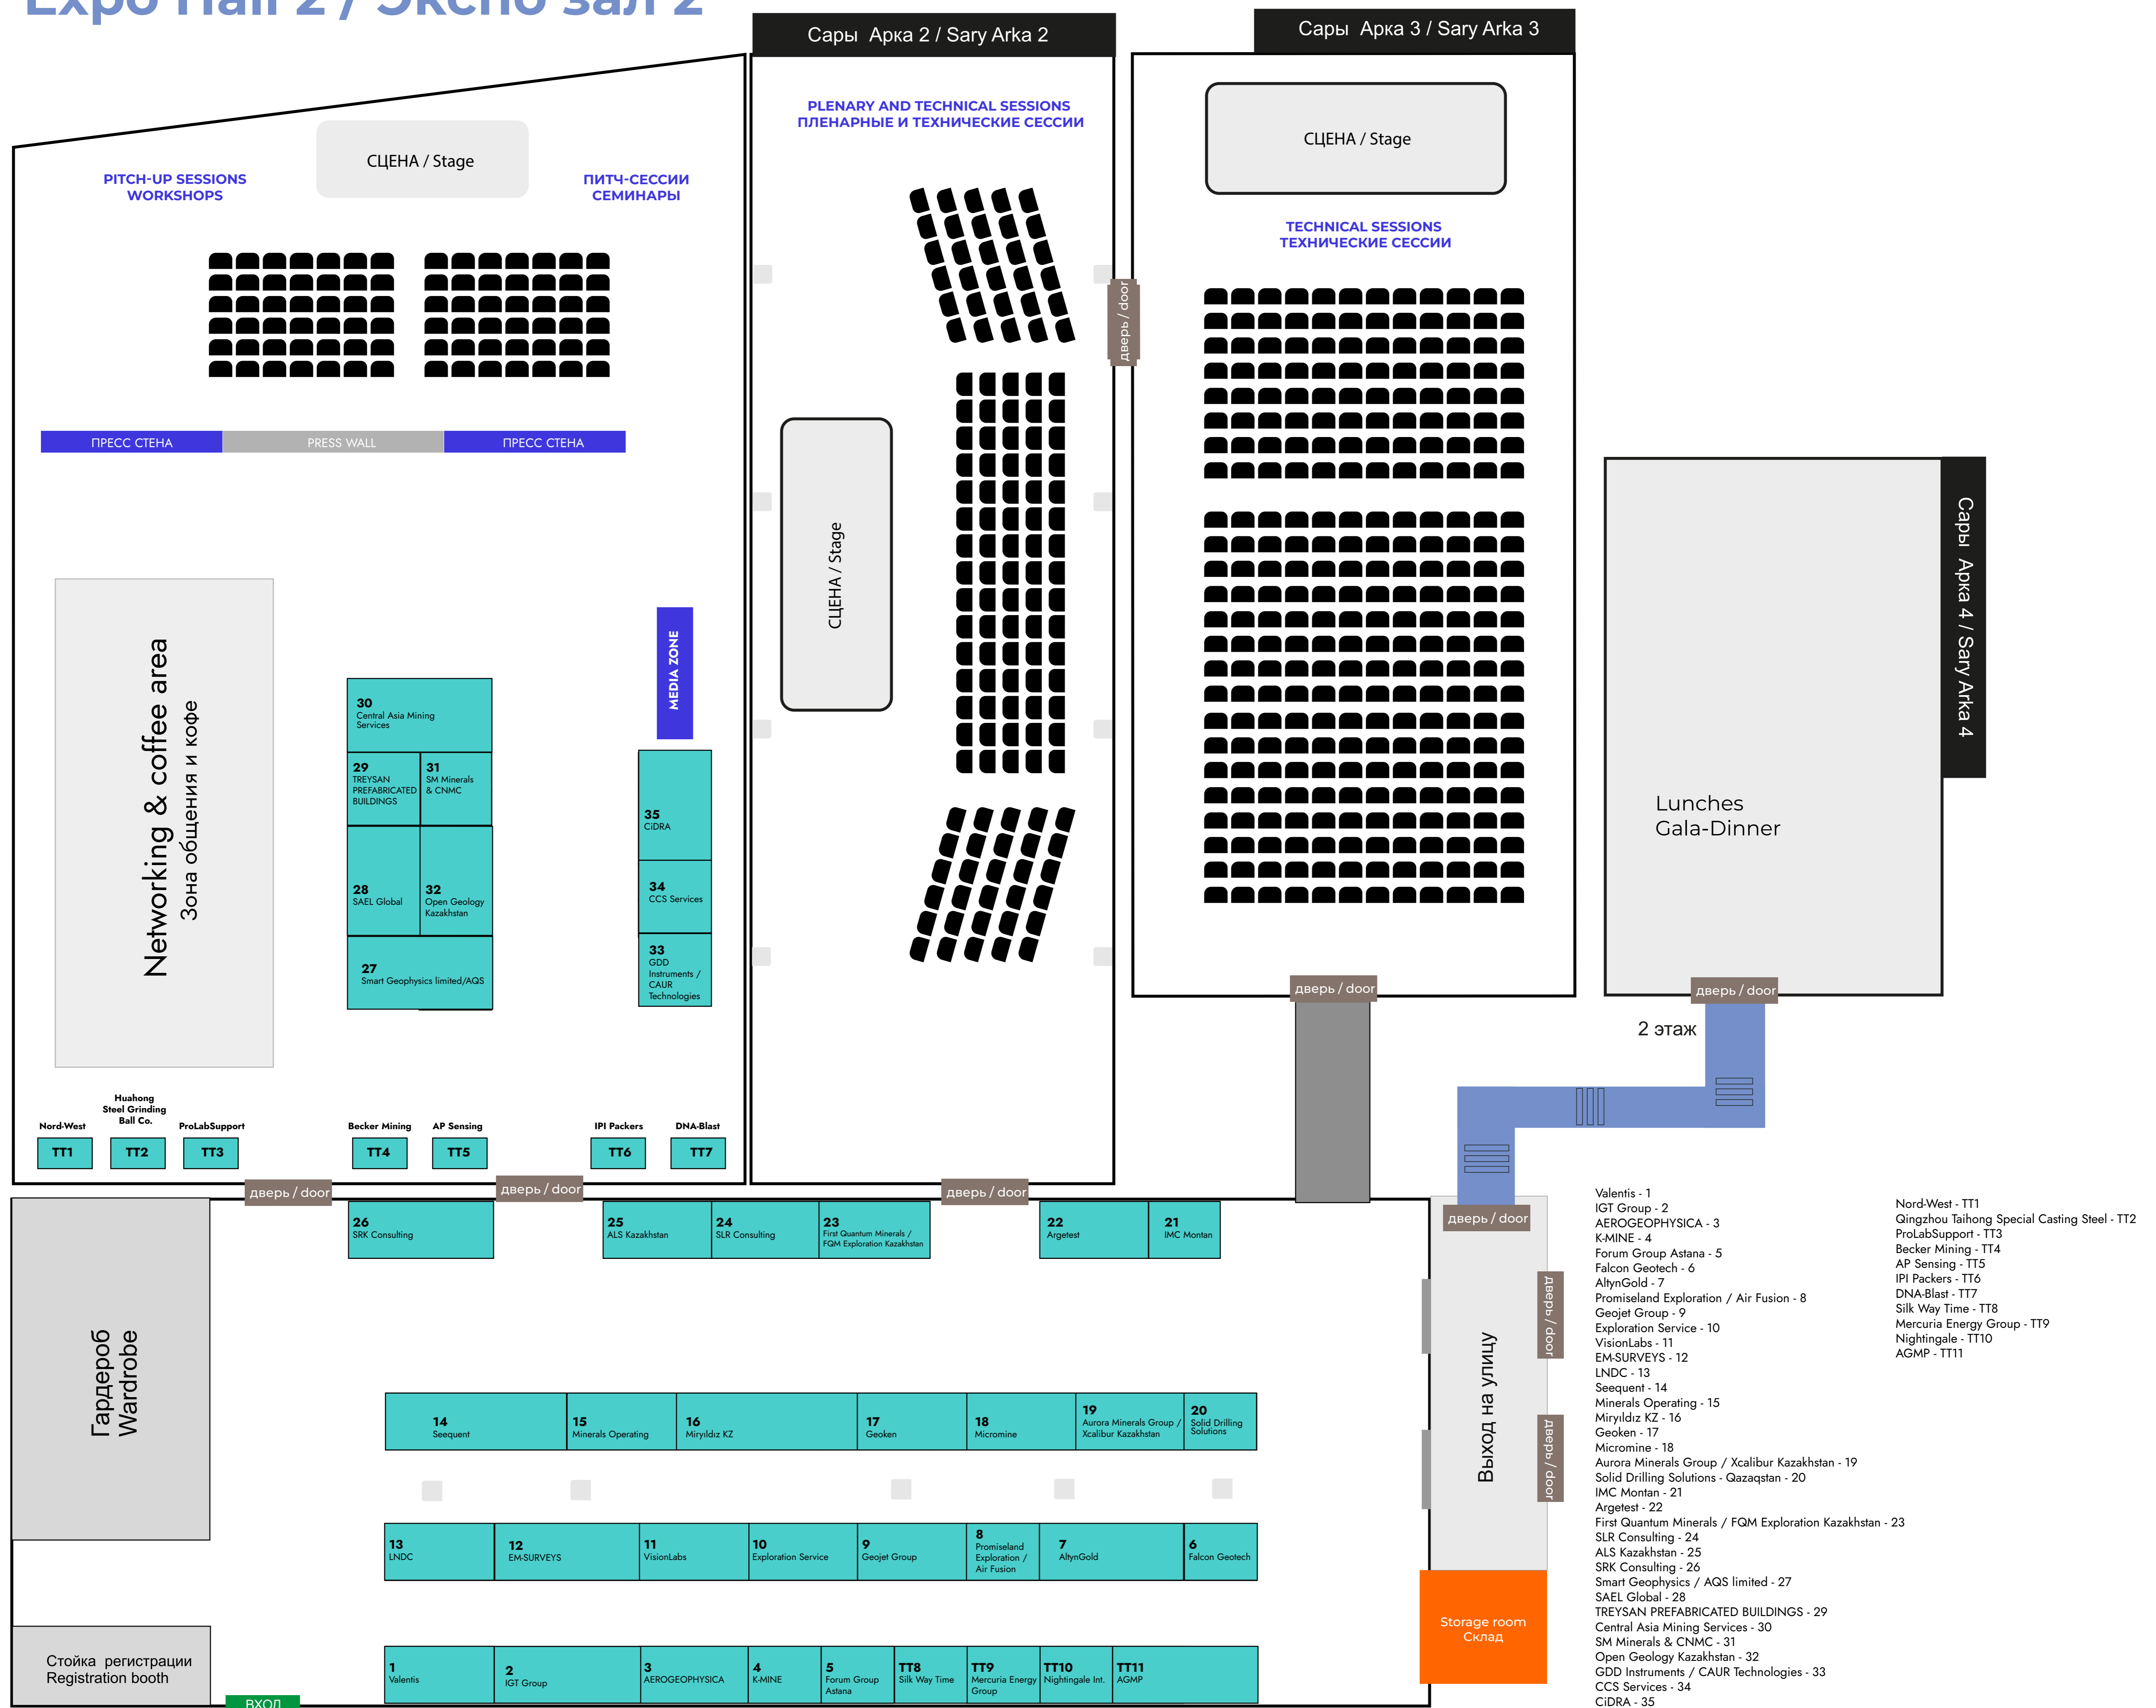 Expo Hall 2 / Экспо зал 2
Сары Арка 2 / Sary Arka 2
Сары Арка 3 / Sary Arka 3
СЦЕНА / Stage
PITCH-UP SESSIONS
WORKSHOPS
ПИТЧ-СЕССИИ
СЕМИНАРЫ
ПРЕСС СТЕНА
PRESS WALL
ПРЕСС СТЕНА
PLENARY AND TECHNICAL SESSIONS
ПЛЕНАРНЫЕ И ТЕХНИЧЕСКИЕ СЕССИИ
СЦЕНА / Stage
дверь / door
СЦЕНА / Stage
TECHNICAL SESSIONS
ТЕХНИЧЕСКИЕ СЕССИИ
дверь / door
Сары Арка 4 / Sary Arka 4
Lunches
Gala-Dinner
дверь / door
2 этаж
Networking & coffee area
Зона общения и кофе
MEDIA ZONE
30
Central Asia Mining
Services
29
TREYSAN
PREFABRICATED
BUILDINGS
31
SM Minerals
& CNMC
28
SAEL Global
32
Open Geology
Kazakhstan
27
Smart Geophysics limited/AQS
35
CiDRA
34
CCS Services
33
GDD
Instruments /
CAUR
Technologies
Nord-West
TT1
Huahong
Steel Grinding
Ball Co.
TT2
ProLabSupport
TT3
Becker Mining
TT4
AP Sensing
TT5
IPI Packers
TT6
DNA-Blast
TT7
дверь / door
дверь / door
дверь / door
дверь / door
26
SRK Consulting
25
ALS Kazakhstan
24
SLR Consulting
23
First Quantum Minerals /
FQM Exploration Kazakhstan
22
Argetest
21
IMC Montan
Гардероб
Wardrobe
14
Seequent
15
Minerals Operating
16
Miryıldız KZ
17
Geoken
18
Micromine
19
Aurora Minerals Group /
Xcalibur Kazakhstan
20
Solid Drilling
Solutions
13
LNDC
12
EM-SURVEYS
11
VisionLabs
10
Exploration Service
9
Geojet Group
8
Promiseland
Exploration /
Air Fusion
7
AltynGold
6
Falcon Geotech
1
Valentis
2
IGT Group
3
AEROGEOPHYSICA
4
K-MINE
5
Forum Group
Astana
TT8
Silk Way Time
TT9
Mercuria Energy
Group
TT10
Nightingale Int.
TT11
AGMP
Стойка регистрации
Registration booth
ВХОД
Выход на улицу
дверь / door
дверь / door
Storage room
Склад
Valentis - 1
IGT Group - 2
AEROGEOPHYSICA - 3
K-MINE - 4
Forum Group Astana - 5
Falcon Geotech - 6
AltynGold - 7
Promiseland Exploration / Air Fusion - 8
Geojet Group - 9
Exploration Service - 10
VisionLabs - 11
EM-SURVEYS - 12
LNDC - 13
Seequent - 14
Minerals Operating - 15
Miryıldız KZ - 16
Geoken - 17
Micromine - 18
Aurora Minerals Group / Xcalibur Kazakhstan - 19
Solid Drilling Solutions - Qazaqstan - 20
IMC Montan - 21
Argetest - 22
First Quantum Minerals / FQM Exploration Kazakhstan - 23
SLR Consulting - 24
ALS Kazakhstan - 25
SRK Consulting - 26
Smart Geophysics / AQS limited - 27
SAEL Global - 28
TREYSAN PREFABRICATED BUILDINGS - 29
Central Asia Mining Services - 30
SM Minerals & CNMC - 31
Open Geology Kazakhstan - 32
GDD Instruments / CAUR Technologies - 33
CCS Services - 34
CiDRA - 35
Nord-West - TT1
Qingzhou Taihong Special Casting Steel - TT2
ProLabSupport - TT3
Becker Mining - TT4
AP Sensing - TT5
IPI Packers - TT6
DNA-Blast - TT7
Silk Way Time - TT8
Mercuria Energy Group - TT9
Nightingale - TT10
AGMP - TT11